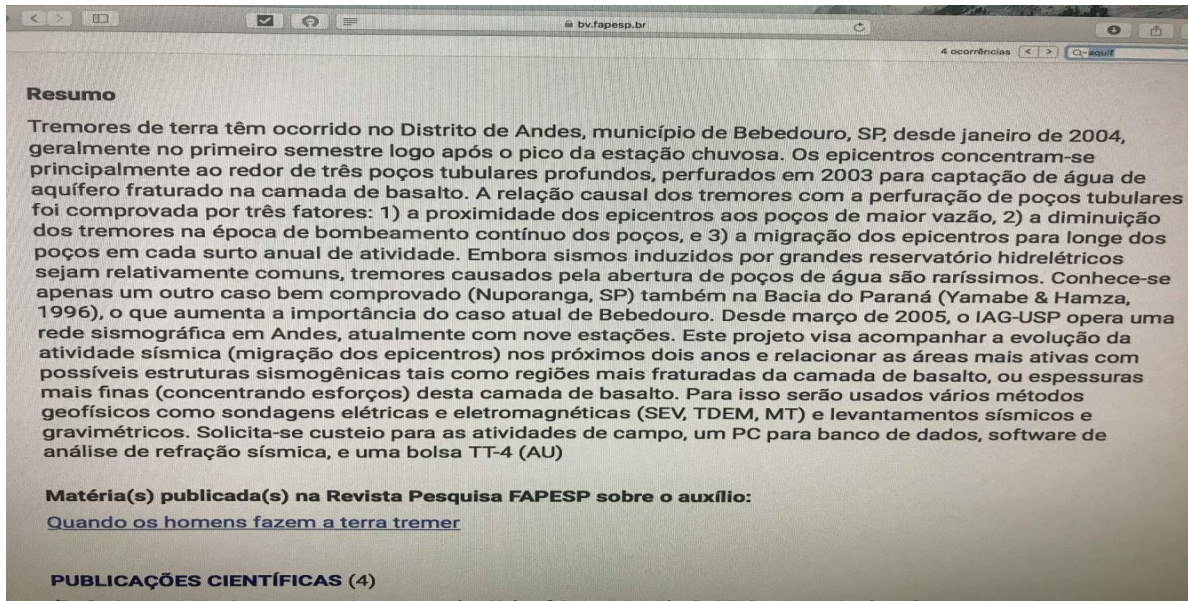 bv.fapesp.br
4 ocorrências
aquíf
Resumo
Tremores de terra têm ocorrido no Distrito de Andes, município de Bebedouro, SP, desde janeiro de 2004,
geralmente no primeiro semestre logo após o pico da estação chuvosa. Os epicentros concentram-se
principalmente ao redor de três poços tubulares profundos, perfurados em 2003 para captação de água de
aquífero fraturado na camada de basalto. A relação causal dos tremores com a perfuração de poços tubulares
foi comprovada por três fatores: 1) a proximidade dos epicentros aos poços de maior vazão, 2) a diminuição
dos tremores na época de bombeamento contínuo dos poços, e 3) a migração dos epicentros para longe dos
poços em cada surto anual de atividade. Embora sismos induzidos por grandes reservatório hidrelétricos
sejam relativamente comuns, tremores causados pela abertura de poços de água são raríssimos. Conhece-se
apenas um outro caso bem comprovado (Nuporanga, SP) também na Bacia do Paraná (Yamabe & Hamza,
1996), o que aumenta a importância do caso atual de Bebedouro. Desde março de 2005, o IAG-USP opera uma
rede sismográfica em Andes, atualmente com nove estações. Este projeto visa acompanhar a evolução da
atividade sísmica (migração dos epicentros) nos próximos dois anos e relacionar as áreas mais ativas com
possíveis estruturas sismogênicas tais como regiões mais fraturadas da camada de basalto, ou espessuras
mais finas (concentrando esforços) desta camada de basalto. Para isso serão usados vários métodos
geofísicos como sondagens elétricas e eletromagnéticas (SEV, TDEM, MT) e levantamentos sísmicos e
gravimétricos. Solicita-se custeio para as atividades de campo, um PC para banco de dados, software de
análise de refração sísmica, e uma bolsa TT-4 (AU)
Matéria(s) publicada(s) na Revista Pesquisa FAPESP sobre o auxílio:
Quando os homens fazem a terra tremer
PUBLICAÇÕES CIENTÍFICAS (4)